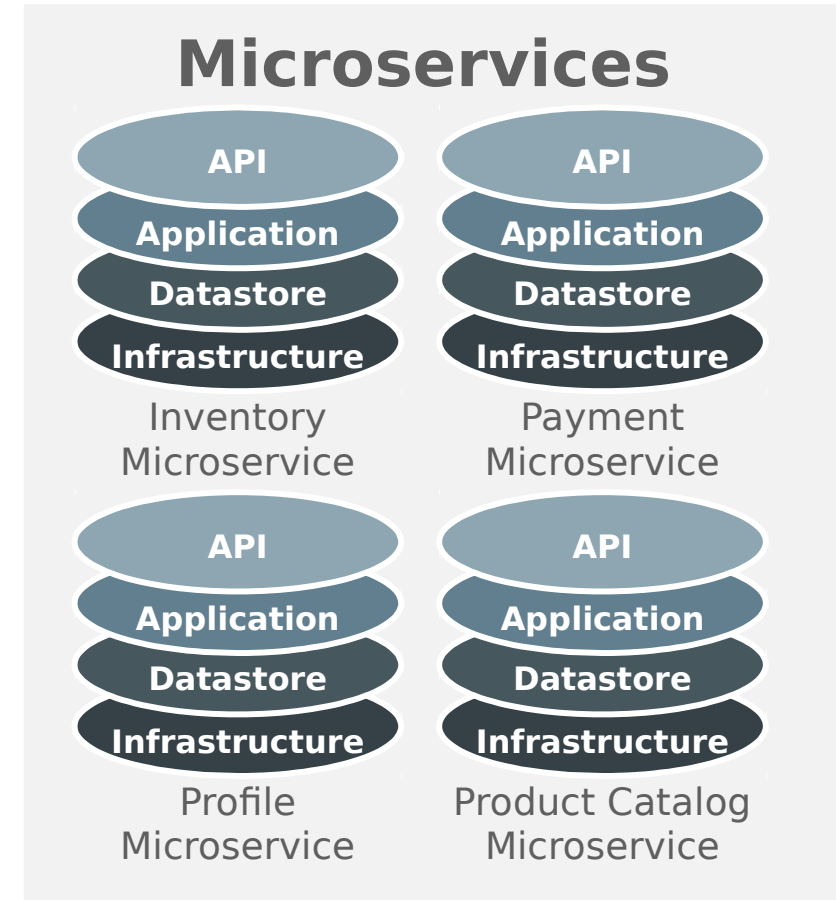 Microservices
API
Application
Datastore
Infrastructure
Inventory
Microservice
API
Application
Datastore
Infrastructure
Payment
Microservice
API
Application
Datastore
Infrastructure
Profile
Microservice
API
Application
Datastore
Infrastructure
Product Catalog
Microservice